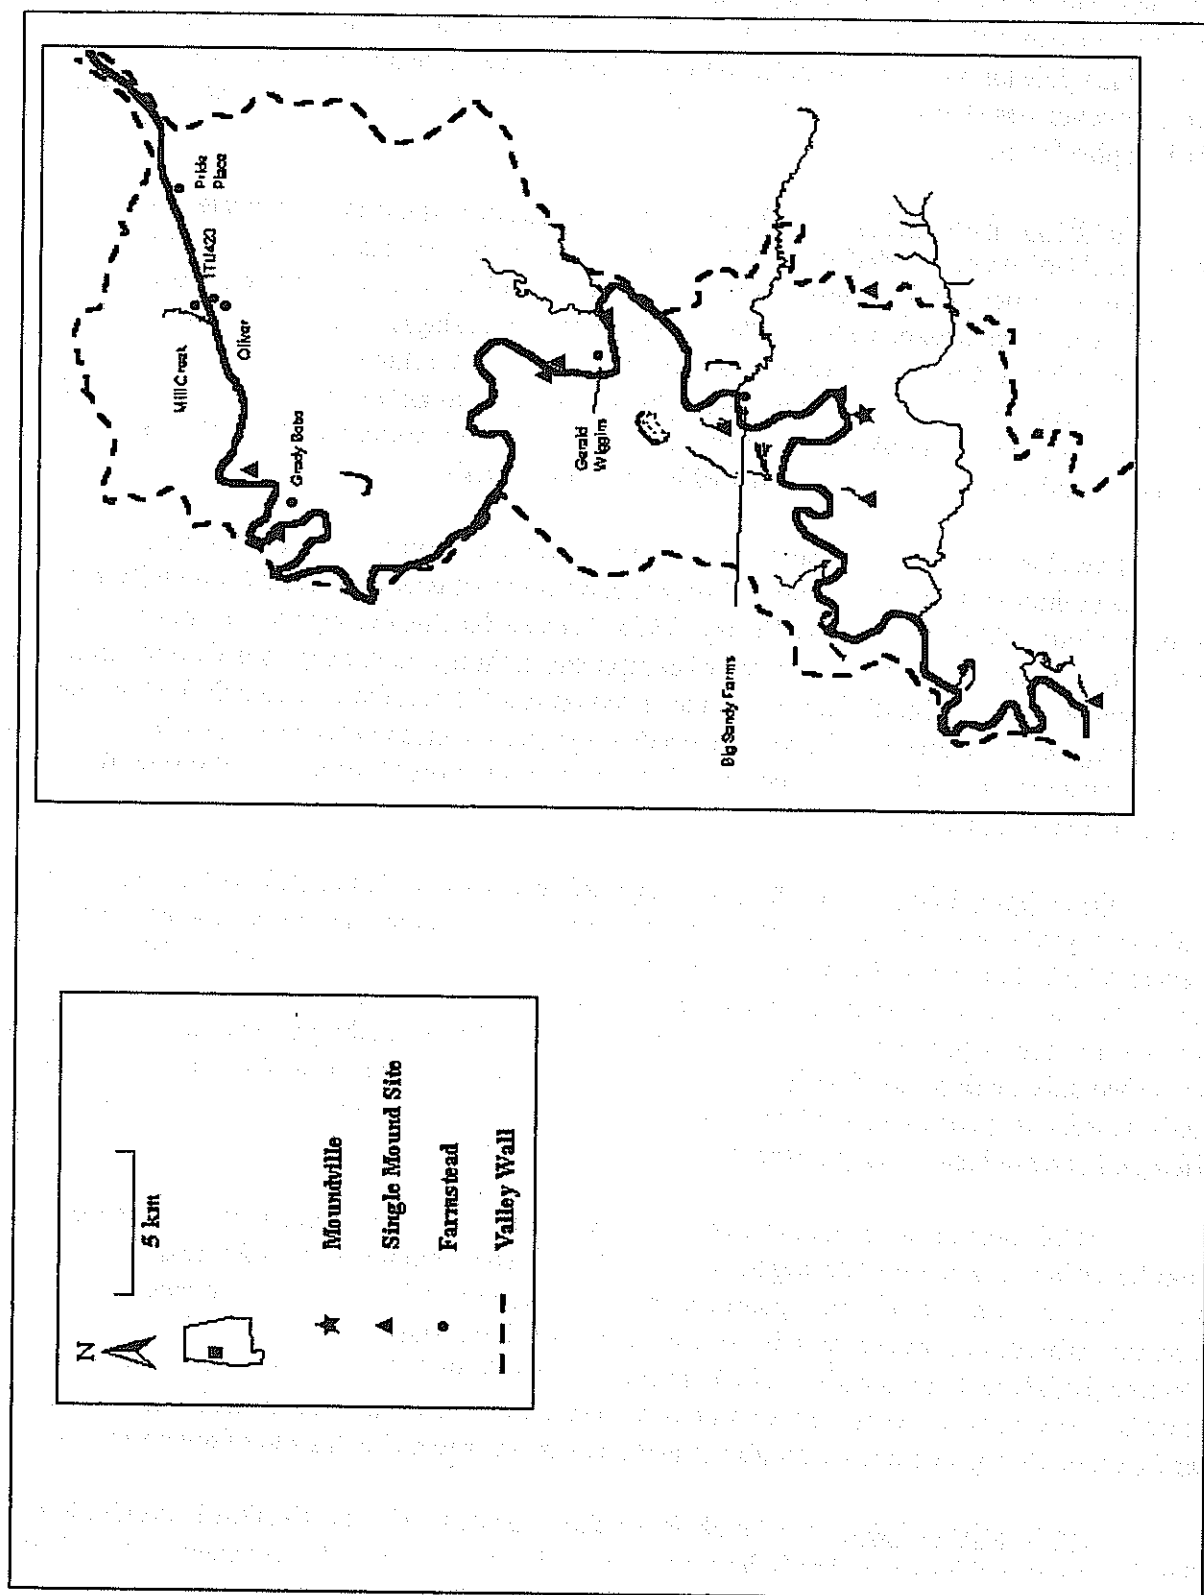 N
5 km
Moundville
Single Mound Site
Farmstead
Valley Wall
Pride
Place
1TU423
Mill Creek
Oliver
Grady Bobo
Gerald
Wiggins
Big Sandy Farms